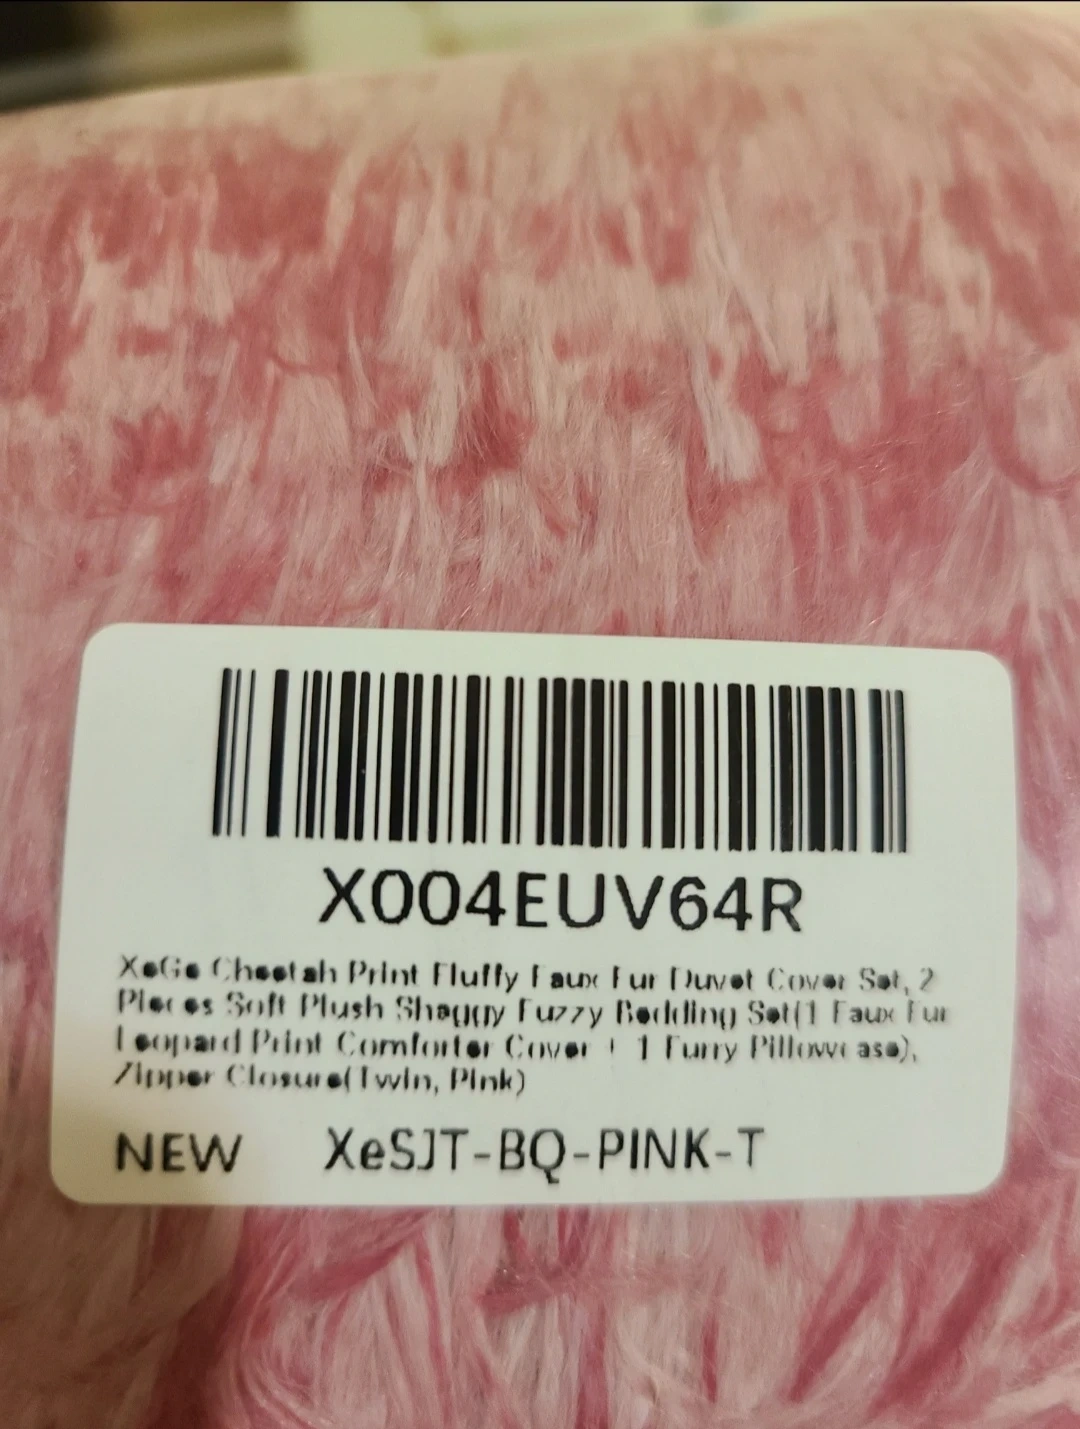 X004EUV64R
XeGe Cheetah Print Fluffy Faux Fur Duvet Cover Set, 2
Pieces Soft Plush Shaggy Fuzzy Bedding Set(1 Faux Fur
Leopard Print Comforter Cover + 1 Furry Pillowcase),
Zipper Closure(Twin, Pink)
NEW XeSJT-BQ-PINK-T